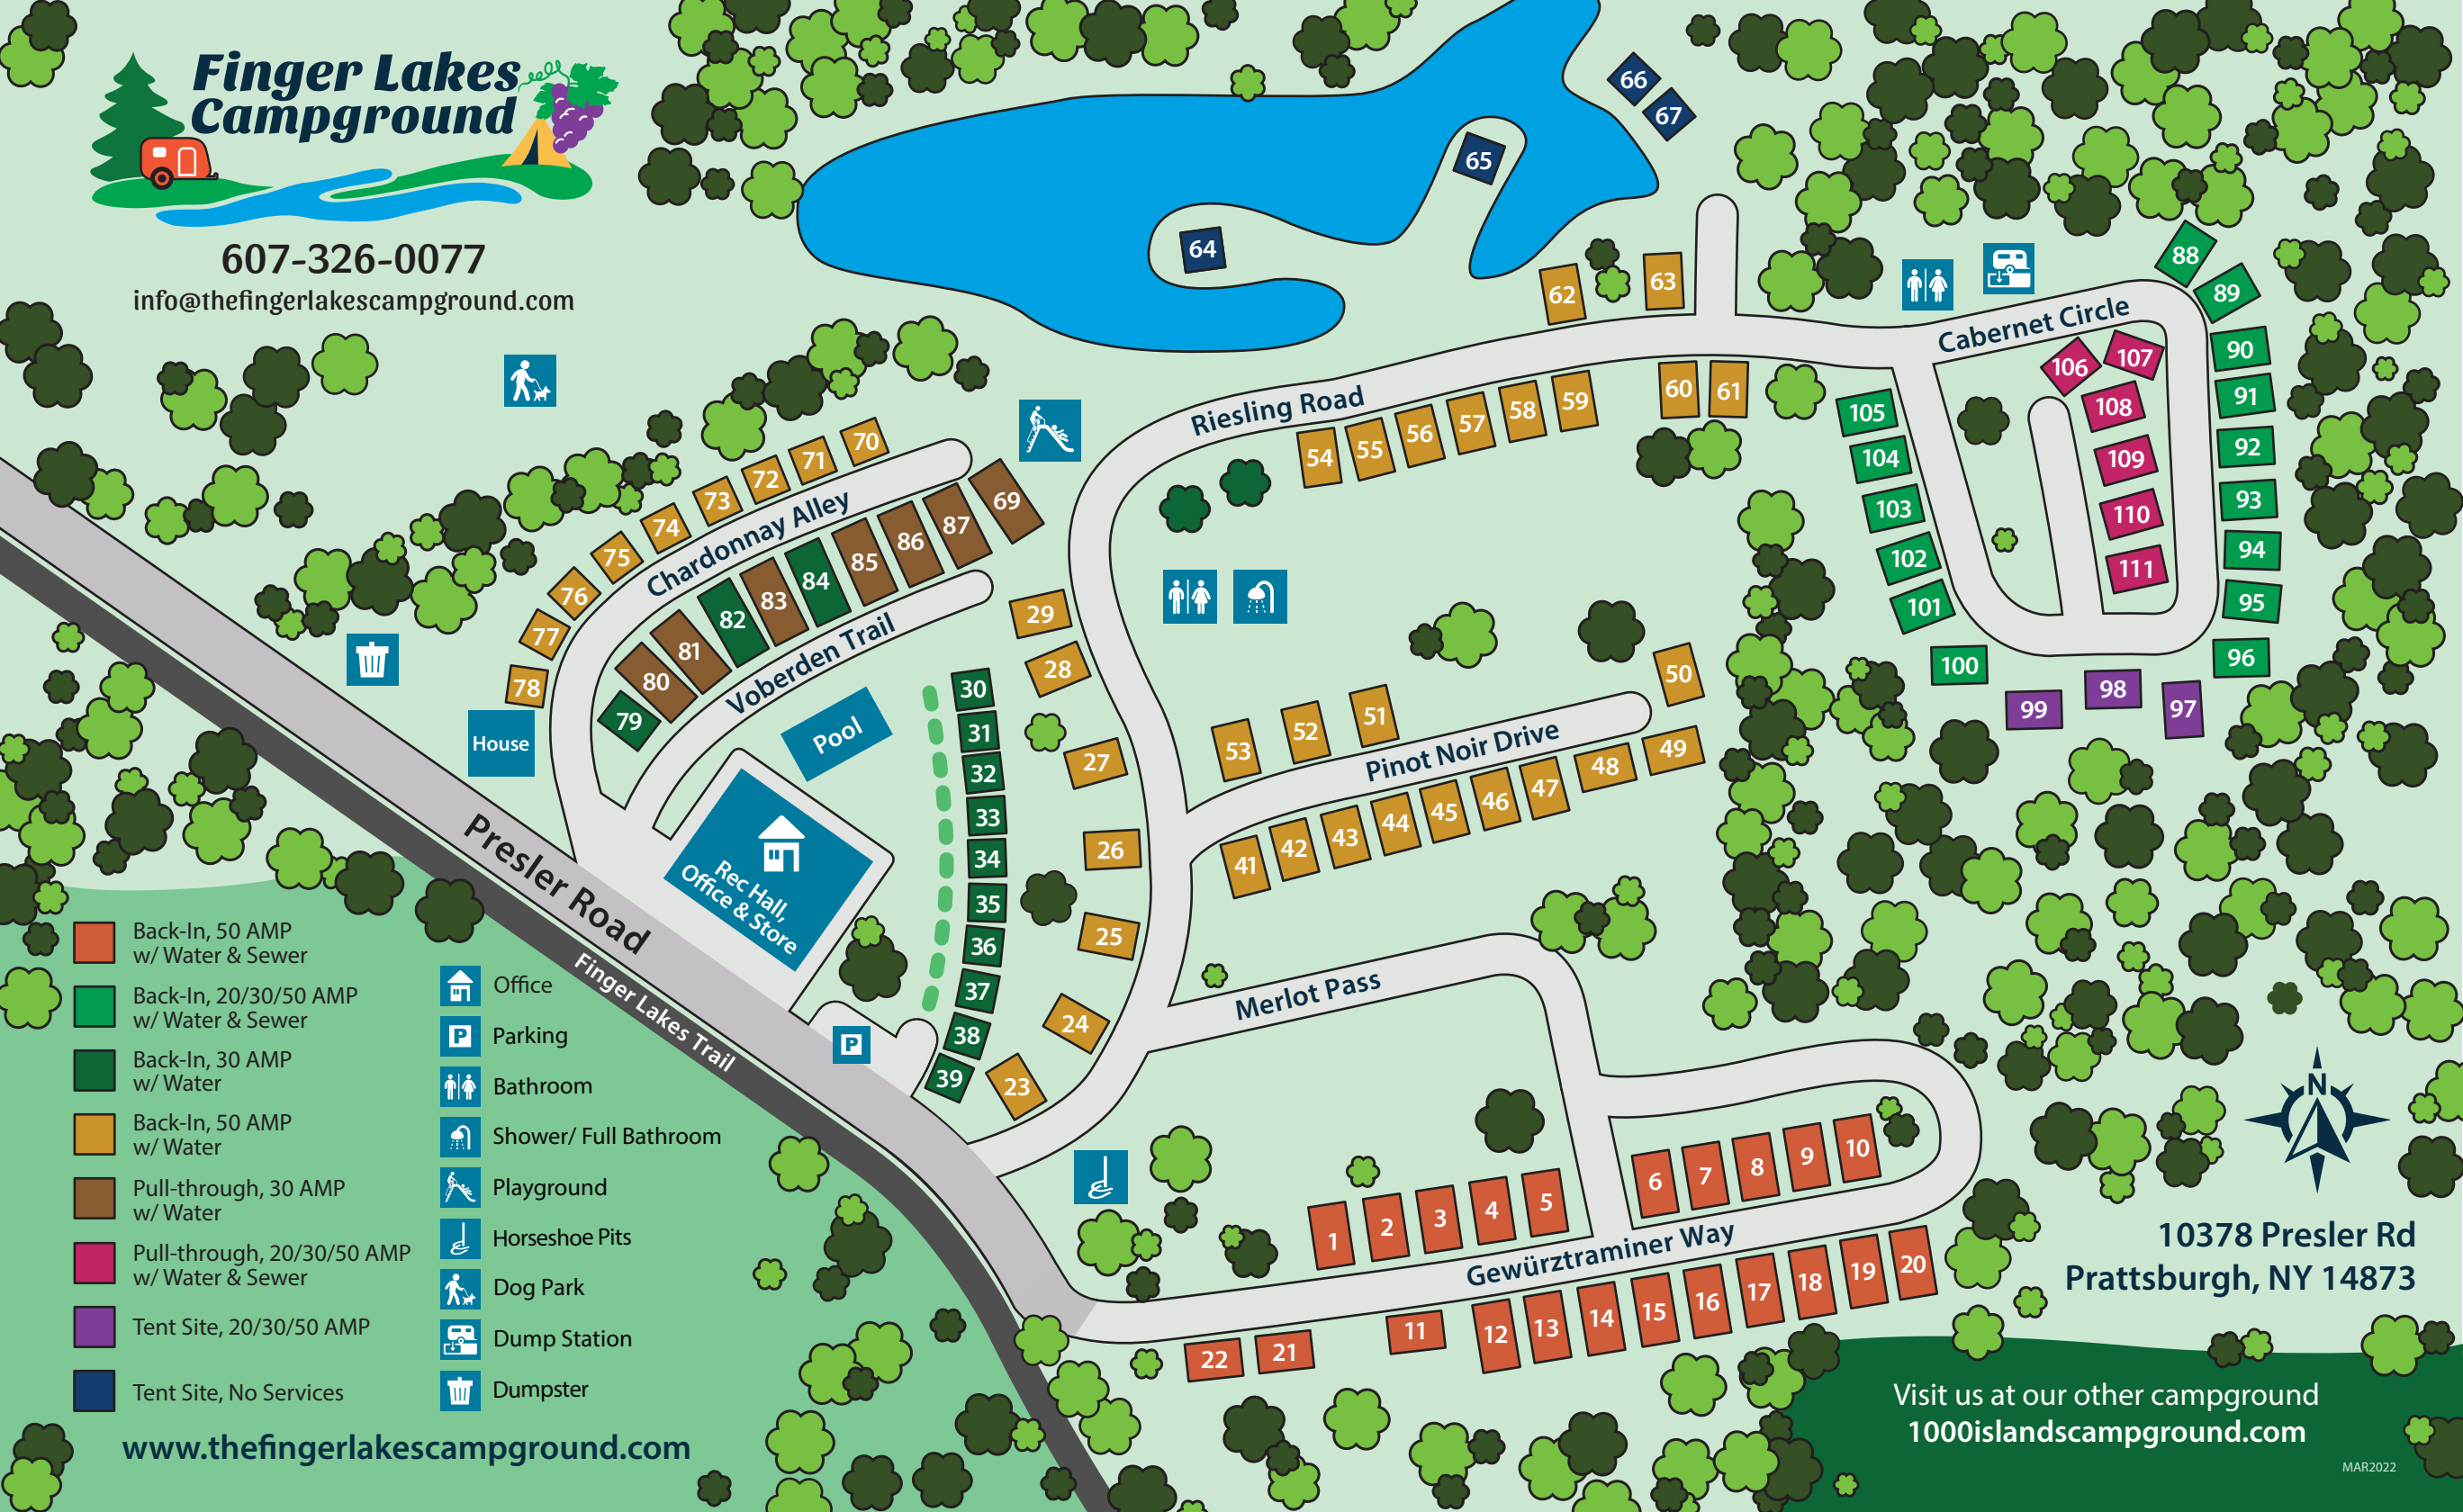 Finger Lakes
Campground
607-326-0077
info@thefingerlakescampground.com
66
67
65
64
62
63
88
89
Cabernet Circle
90
91
92
93
94
95
96
97
98
99
100
101
102
103
104
105
106
107
108
109
110
111
Riesling Road
54
55
56
57
58
59
60
61
70
71
72
73
74
75
76
77
78
Chardonnay Alley
69
87
86
85
84
83
82
81
80
79
Voberden Trail
House
Pool
Rec Hall,
Office & Store
29
28
27
26
25
24
23
30
31
32
33
34
35
36
37
38
39
P
53
52
51
50
Pinot Noir Drive
49
48
47
46
45
44
43
42
41
Merlot Pass
Presler Road
Finger Lakes Trail
1
2
3
4
5
6
7
8
9
10
Gewürztraminer Way
22
21
11
12
13
14
15
16
17
18
19
20
Back-In, 50 AMP
w/ Water & Sewer
Back-In, 20/30/50 AMP
w/ Water & Sewer
Back-In, 30 AMP
w/ Water
Back-In, 50 AMP
w/ Water
Pull-through, 30 AMP
w/ Water
Pull-through, 20/30/50 AMP
w/ Water & Sewer
Tent Site, 20/30/50 AMP
Tent Site, No Services
Office
P Parking
Bathroom
Shower/ Full Bathroom
Playground
Horseshoe Pits
Dog Park
Dump Station
Dumpster
www.thefingerlakescampground.com
N
10378 Presler Rd
Prattsburgh, NY 14873
Visit us at our other campground
1000islandscampground.com
MAR2022